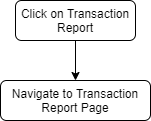 Click on Transaction
Report
Navigate to Transaction
Report Page